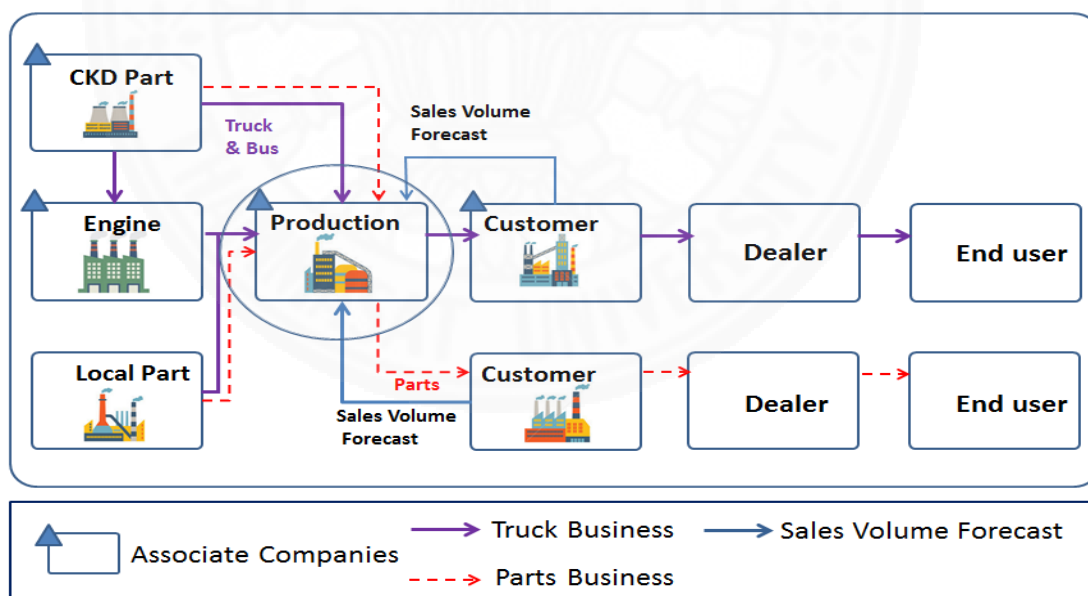 CKD Part
Truck
& Bus
Sales Volume
Forecast
Engine
Production
Customer
Dealer
End user
Local Part
Parts
Sales Volume
Forecast
Customer
Dealer
End user
Associate Companies
Truck Business
Sales Volume Forecast
Parts Business